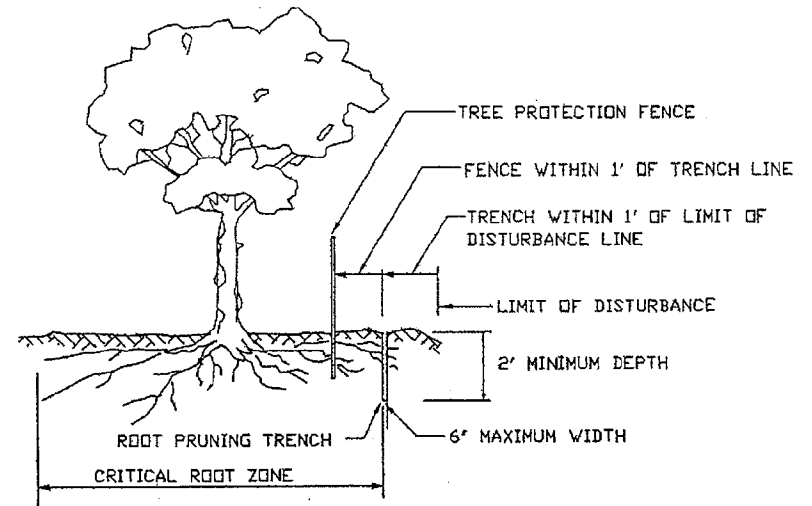 TREE PROTECTION FENCE
FENCE WITHIN 1' OF TRENCH LINE
TRENCH WITHIN 1' OF LIMIT OF
DISTURBANCE LINE
LIMIT OF DISTURBANCE
2' MINIMUM DEPTH
ROOT PRUNING TRENCH
6" MAXIMUM WIDTH
CRITICAL ROOT ZONE